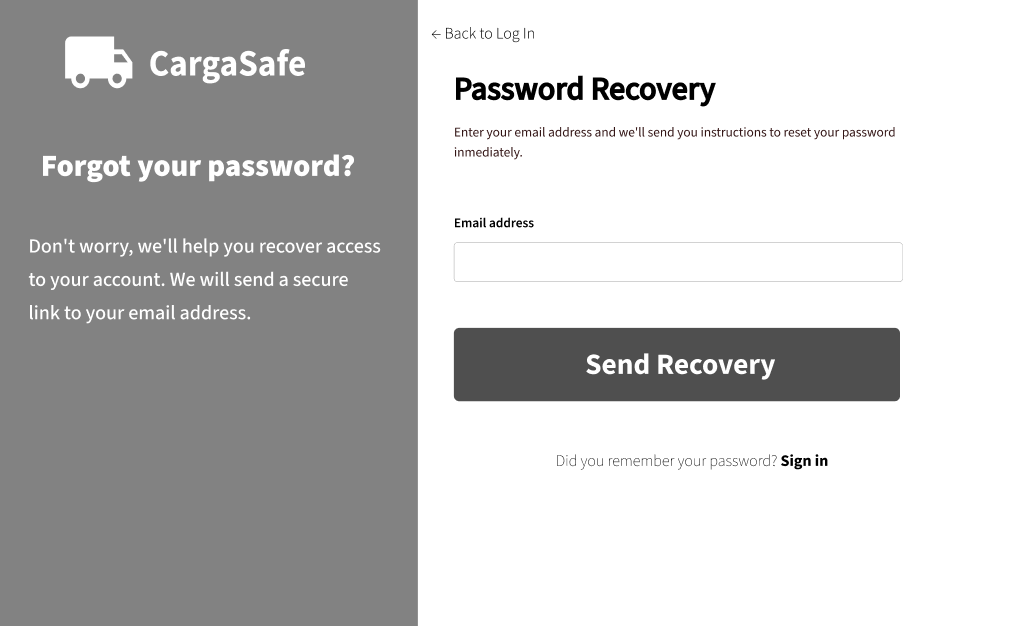 CargaSafe
Forgot your password?
Don't worry, we'll help you recover access
to your account. We will send a secure
link to your email address.
← Back to Log In
Password Recovery
Enter your email address and we'll send you instructions to reset your password
inmediately.
Email address
Send Recovery
Did you remember your password? Sign in